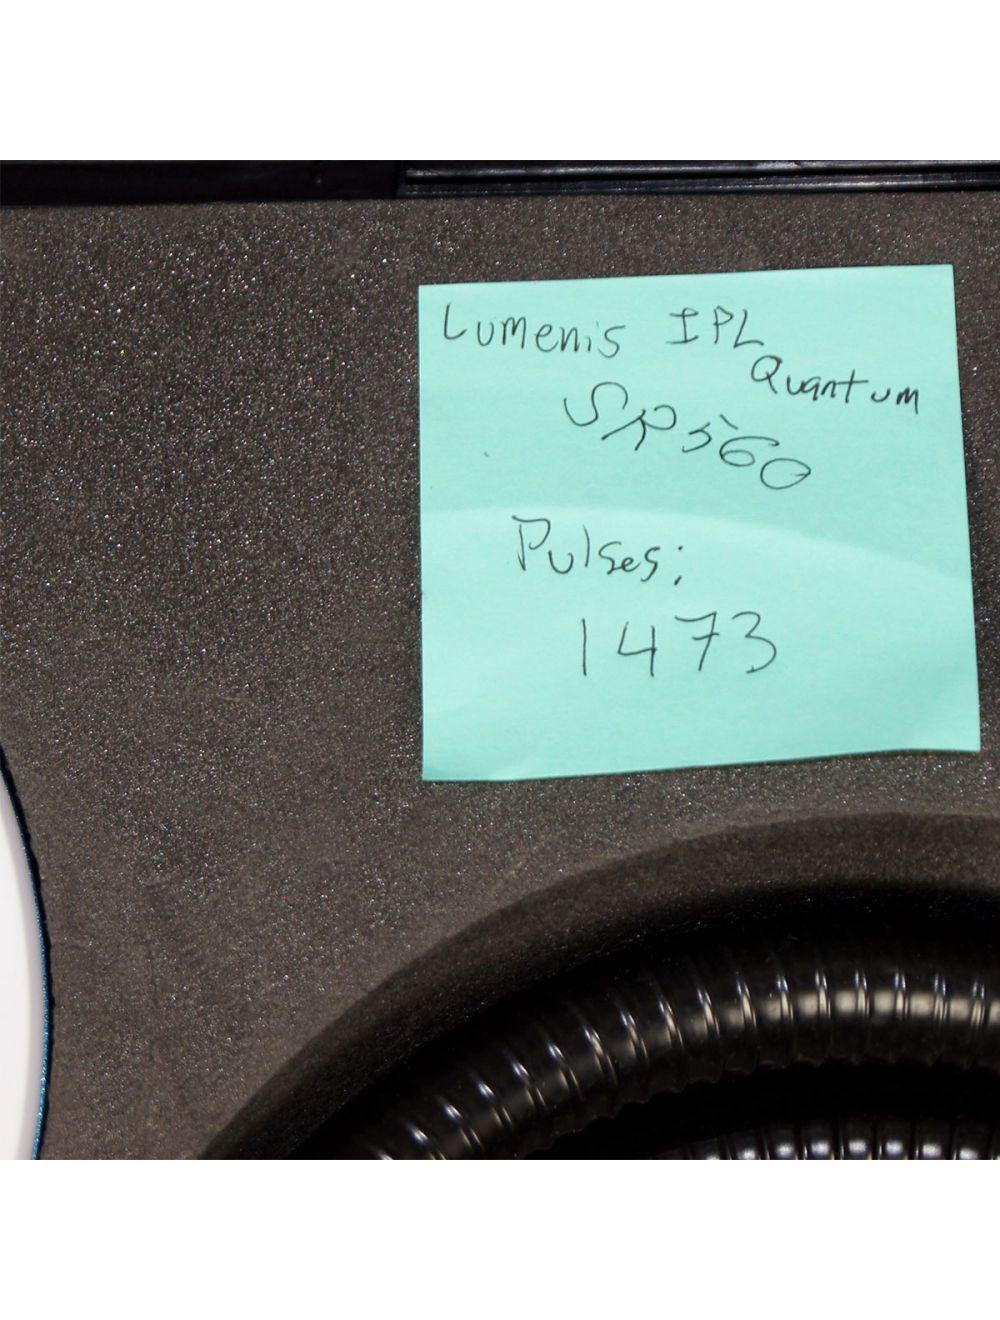 Lumenis IPL
Quantum
SR560
Pulses:
1473